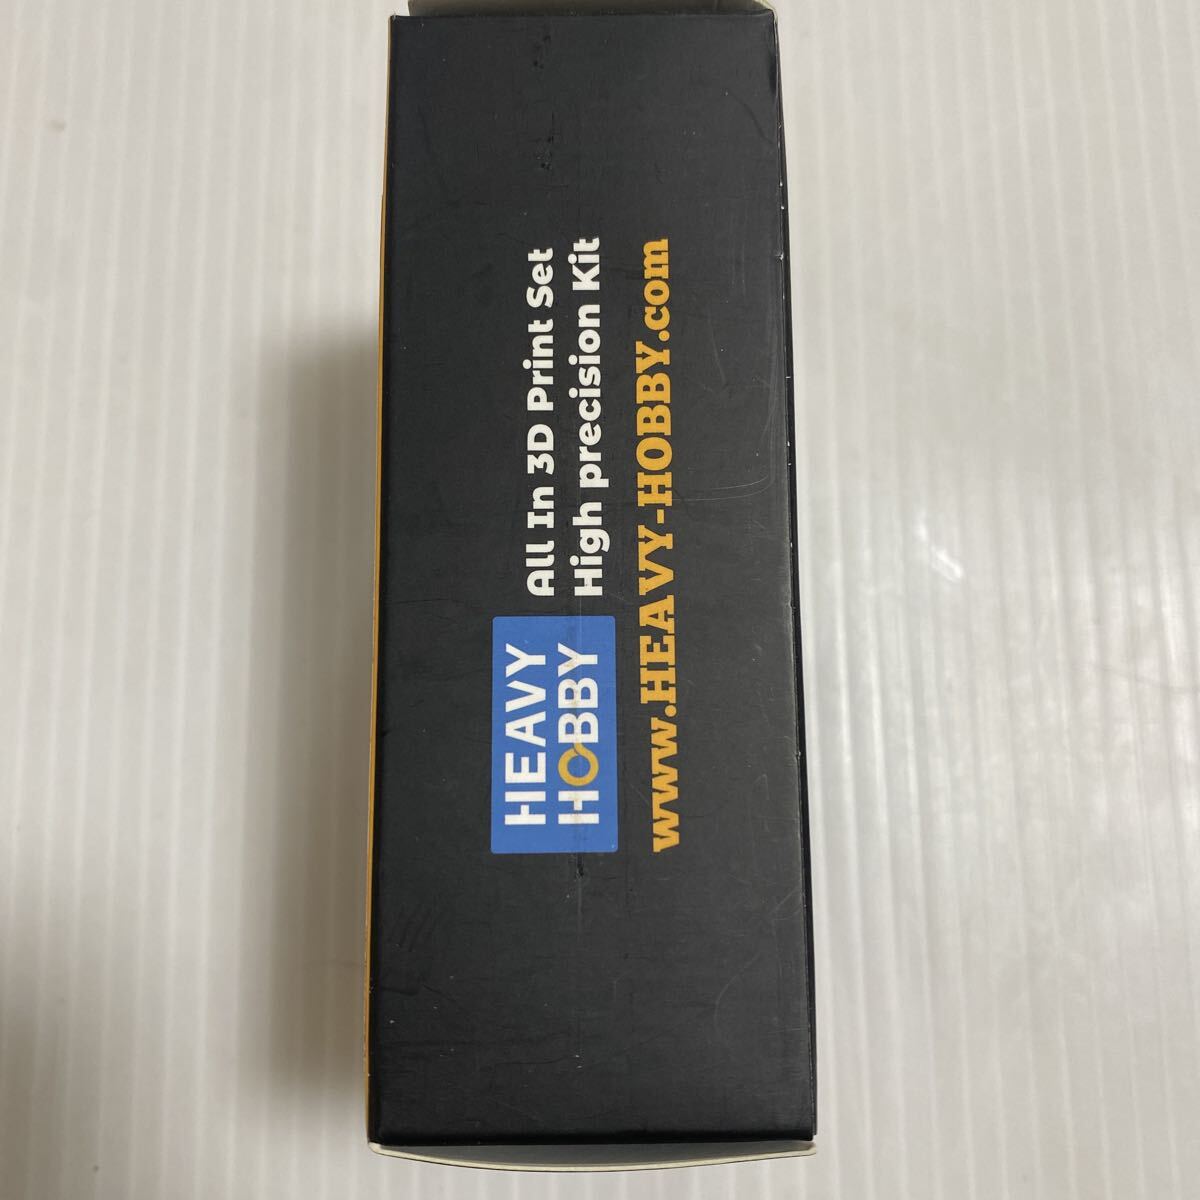 HEAVY
HOBBY
All In 3D Print Set
High precision Kit
www.HEAVY-HOBBY.com